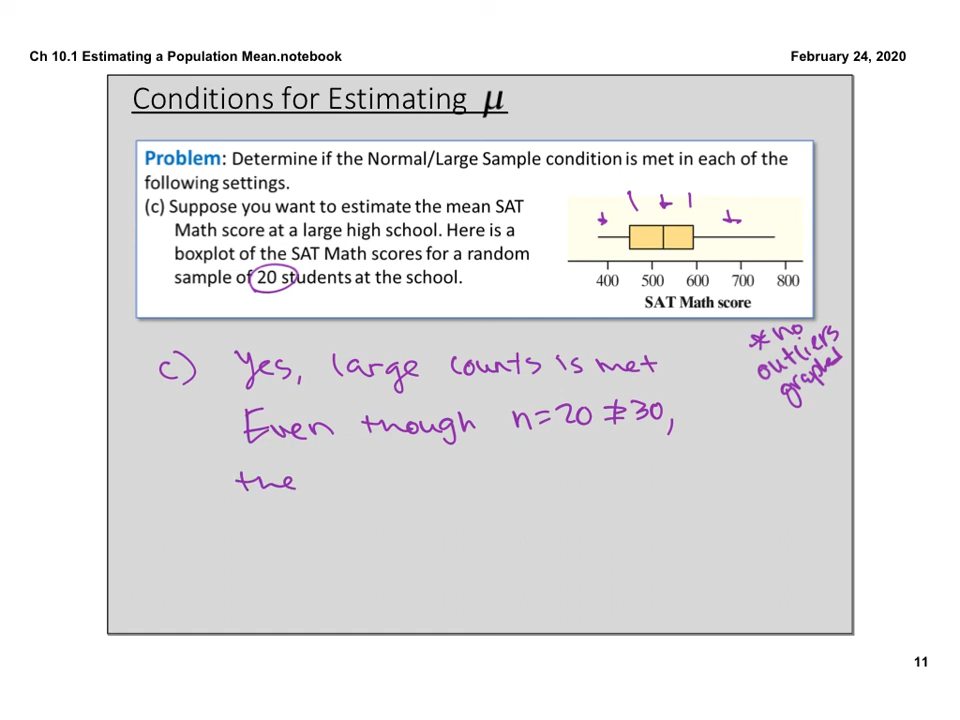 Ch 10.1 Estimating a Population Mean.notebook
February 24, 2020
Conditions for Estimating μ
Problem: Determine if the Normal/Large Sample condition is met in each of the
following settings.
(c) Suppose you want to estimate the mean SAT
Math score at a large high school. Here is a
boxplot of the SAT Math scores for a random
sample of 20 students at the school.
400 500 600 700 800
SAT Math score
* no
outliers
graphed
c) Yes, large counts is met
Even though n=20 ≱ 30,
the
11